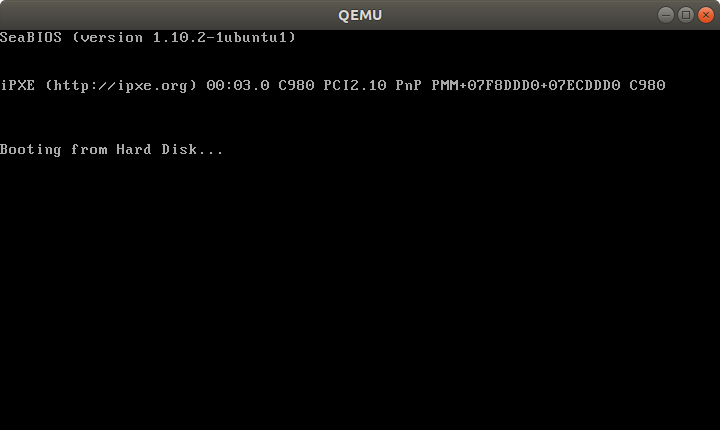 QEMU
SeaBIOS (version 1.10.2-1ubuntu1)
iPXE (http://ipxe.org) 00:03.0 C980 PCI2.10 PnP PMM+07F8DDD0+07ECDDD0 C980
Booting from Hard Disk...